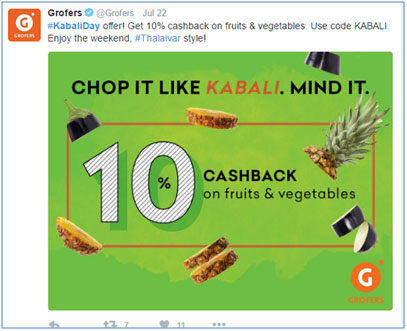 Grofers @Grofers · Jul 22
#KabaliDay offer! Get 10% cashback on fruits & vegetables. Use code KABALI.
Enjoy the weekend, #Thalaivar style!
GROFERS
CHOP IT LIKE KABALI. MIND IT.
10%
CASHBACK
on fruits & vegetables
GROFERS
7
11